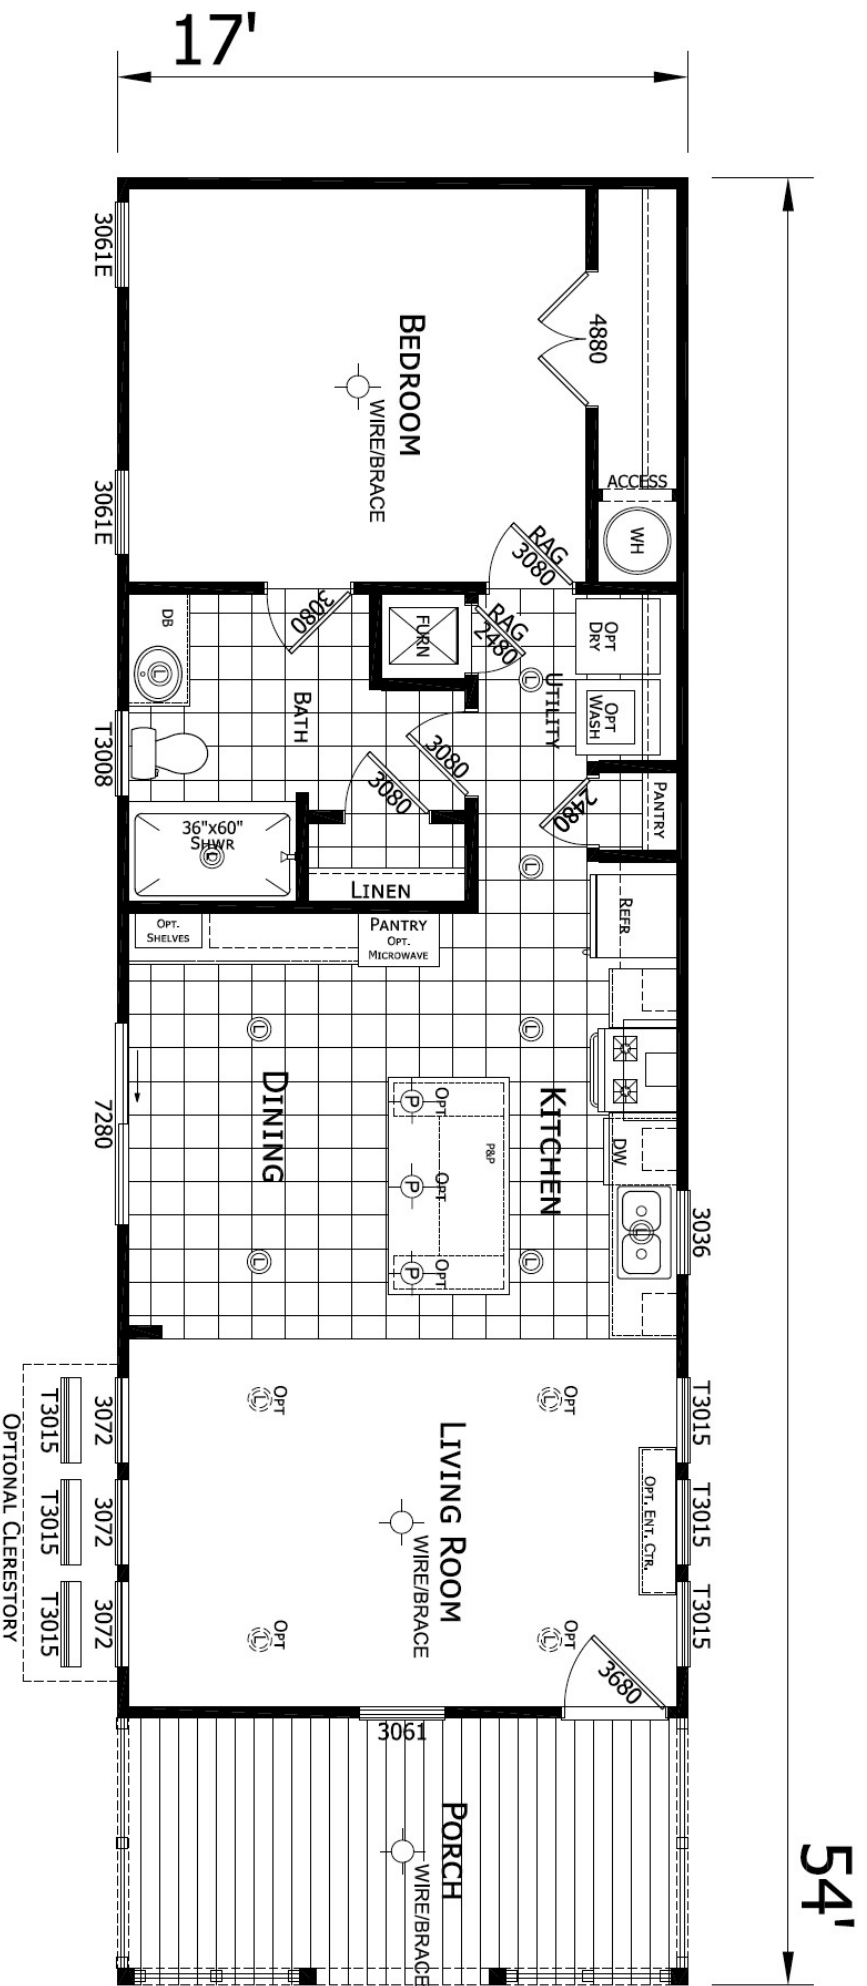 17'
54'
3061E
BEDROOM
WIRE/BRACE
4880
ACCESS
WH
3061E
RAG
3080
3080
RAG
2480
FURN
DB
OPT
DRY
L
UTILITY
OPT
WASH
L
BATH
T3008
3080
3080
2480
PANTRY
36"x60"
SHWR
L
L
LINEN
REFR
OPT.
SHELVES
PANTRY
OPT.
MICROWAVE
L
L
DINING
KITCHEN
7280
OPT
P
P&P
OPT
P
OPT
P
DW
L
3036
L
L
OPT
L
OPT
L
3072
T3015
3072
T3015
3072
T3015
OPTIONAL CLERESTORY
T3015
T3015
T3015
OPT. ENT. CTR.
LIVING ROOM
WIRE/BRACE
OPT
L
OPT
L
3680
3061
PORCH
WIRE/BRACE